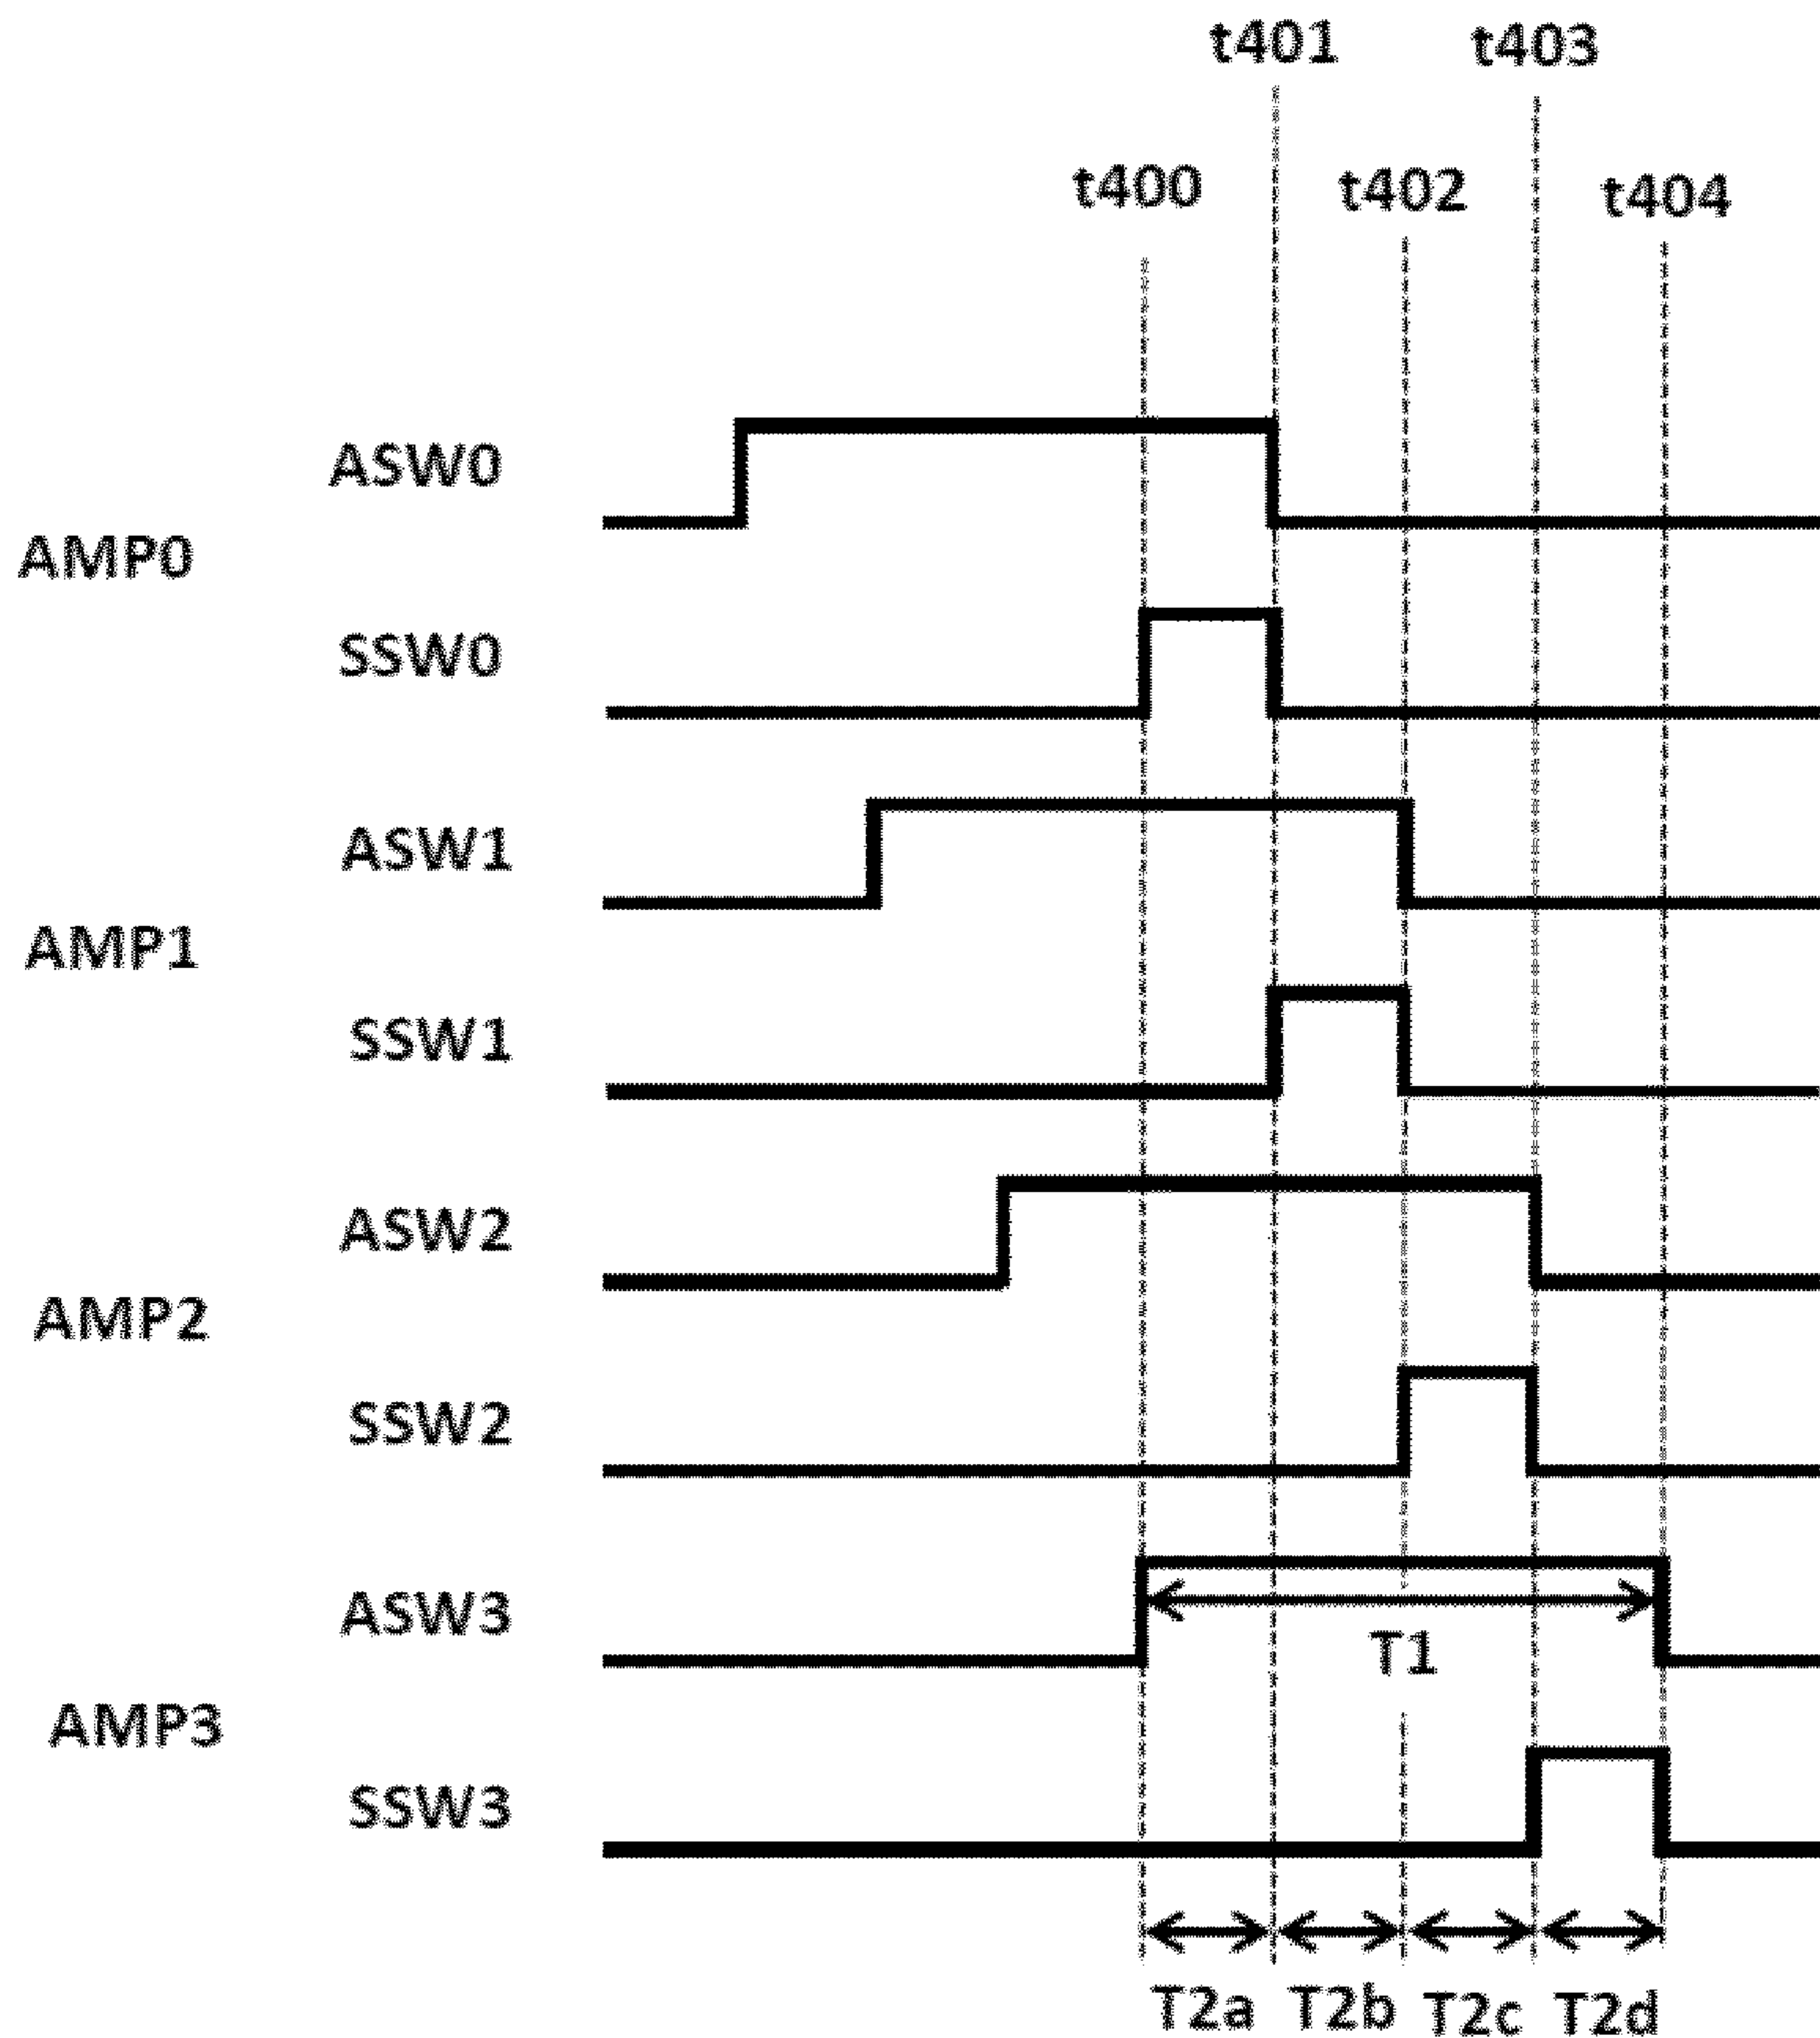 t401
t403
t400
t402
t404
ASW0
AMP0
SSW0
ASW1
AMP1
SSW1
ASW2
AMP2
SSW2
ASW3
T1
AMP3
SSW3
T2a T2b T2c T2d